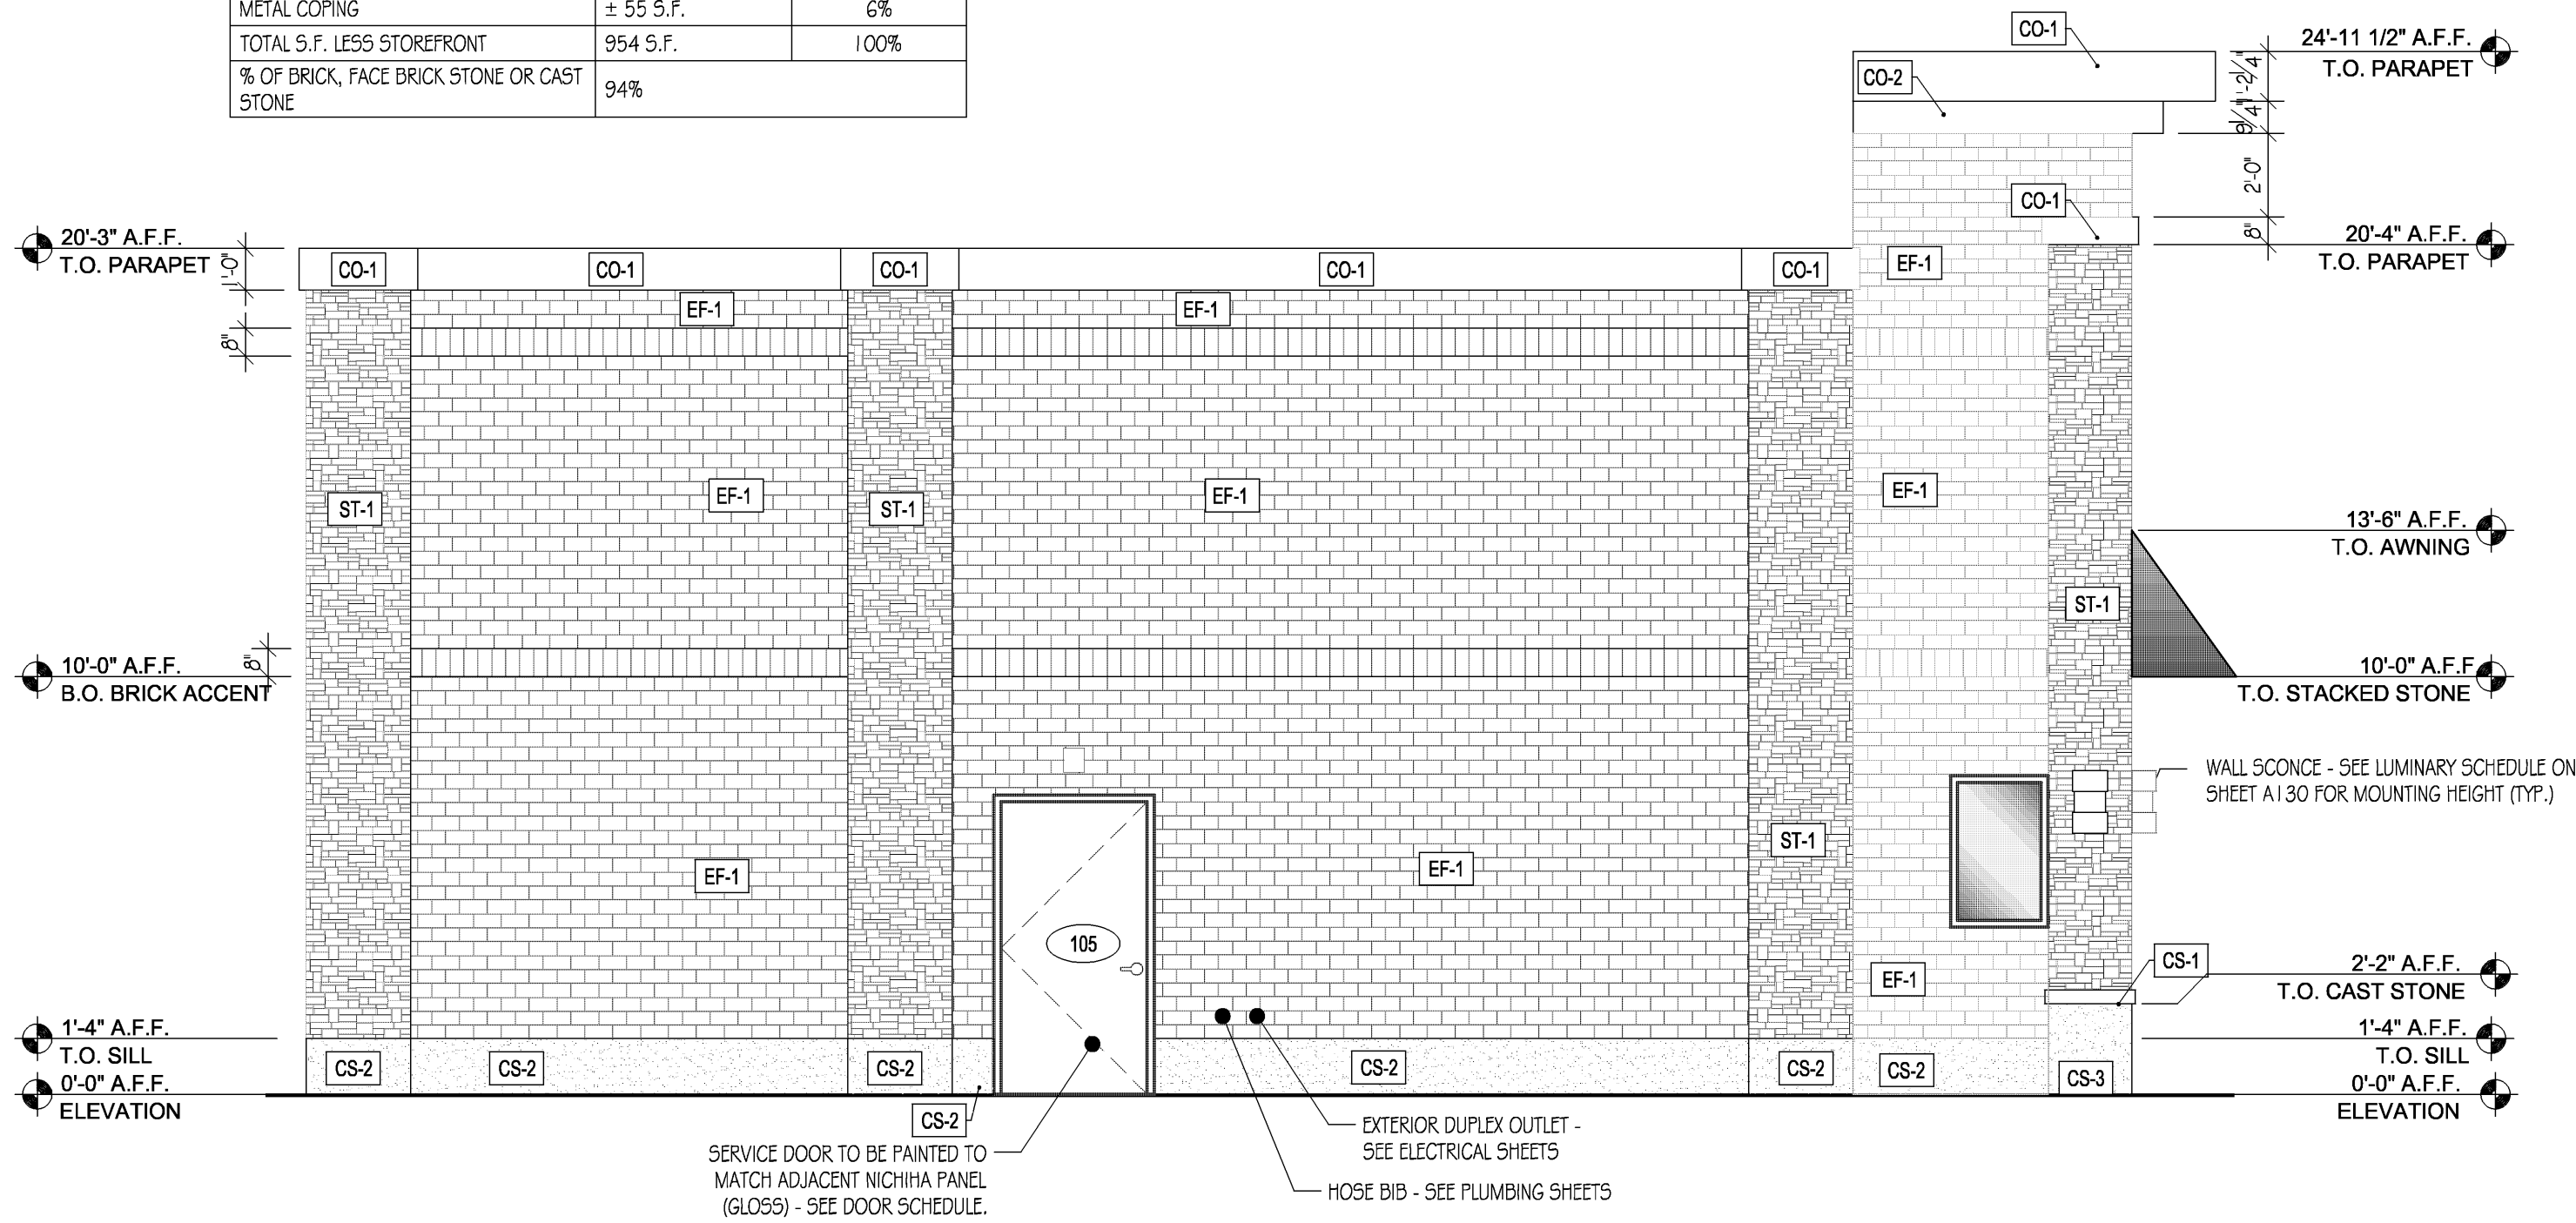 METAL COPING ± 55 S.F. 6%
TOTAL S.F. LESS STOREFRONT 954 S.F. 100%
% OF BRICK, FACE BRICK STONE OR CAST
STONE 94%
CO-1
24'-11 1/2" A.F.F.
T.O. PARAPET
CO-2
1'-2 1/4"
9 1/4"
2'-0"
CO-1
8"
20'-4" A.F.F.
T.O. PARAPET
20'-3" A.F.F.
T.O. PARAPET
1'-0"
CO-1 CO-1 CO-1 CO-1 CO-1
EF-1
EF-1 EF-1
8"
ST-1 EF-1 ST-1 EF-1 EF-1
13'-6" A.F.F.
T.O. AWNING
ST-1
10'-0" A.F.F.
B.O. BRICK ACCENT
8"
10'-0" A.F.F
T.O. STACKED STONE
WALL SCONCE - SEE LUMINARY SCHEDULE ON
SHEET A130 FOR MOUNTING HEIGHT (TYP.)
ST-1
EF-1 EF-1
105
EF-1
CS-1
2'-2" A.F.F.
T.O. CAST STONE
1'-4" A.F.F.
T.O. SILL
1'-4" A.F.F.
T.O. SILL
CS-2 CS-2 CS-2 CS-2 CS-2 CS-2 CS-3
0'-0" A.F.F.
ELEVATION
0'-0" A.F.F.
ELEVATION
CS-2
SERVICE DOOR TO BE PAINTED TO
MATCH ADJACENT NICHIHA PANEL
(GLOSS) - SEE DOOR SCHEDULE.
EXTERIOR DUPLEX OUTLET -
SEE ELECTRICAL SHEETS
HOSE BIB - SEE PLUMBING SHEETS